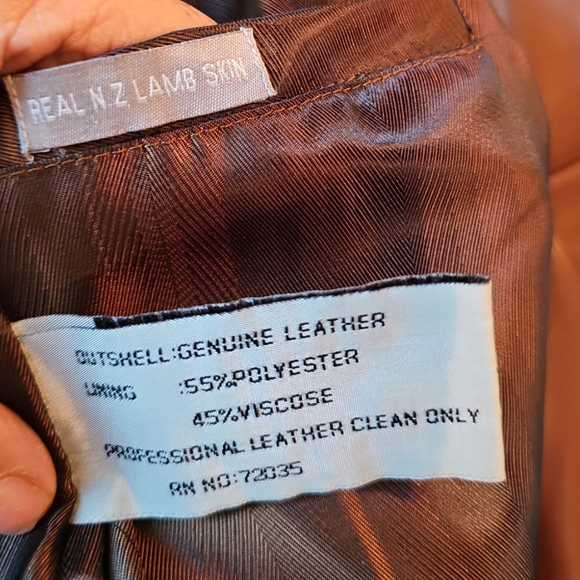 REAL N.Z LAMB SKIN
OUTSHELL:GENUINE LEATHER
LINING :55%POLYESTER
45%VISCOSE
PROFESSIONAL LEATHER CLEAN ONLY
RN NO:72035